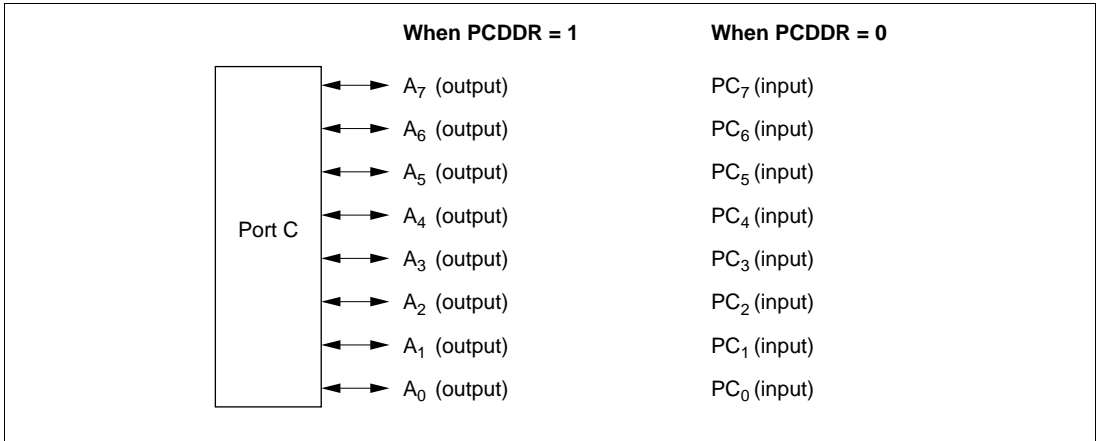 When PCDDR = 1 When PCDDR = 0
A7 (output) PC7 (input)
A6 (output) PC6 (input)
A5 (output) PC5 (input)
A4 (output) PC4 (input)
Port C
A3 (output) PC3 (input)
A2 (output) PC2 (input)
A1 (output) PC1 (input)
A0 (output) PC0 (input)